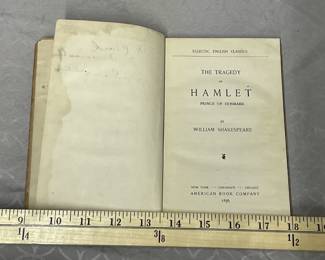 ECLECTIC ENGLISH CLASSICS
THE TRAGEDY
OF
HAMLET
PRINCE OF DENMARK
BY
WILLIAM SHAKESPEARE
NEW YORK CINCINNATI CHICAGO
AMERICAN BOOK COMPANY
9 10 11 12 13 14 15 16 17 18
1/4 3/8 1/2